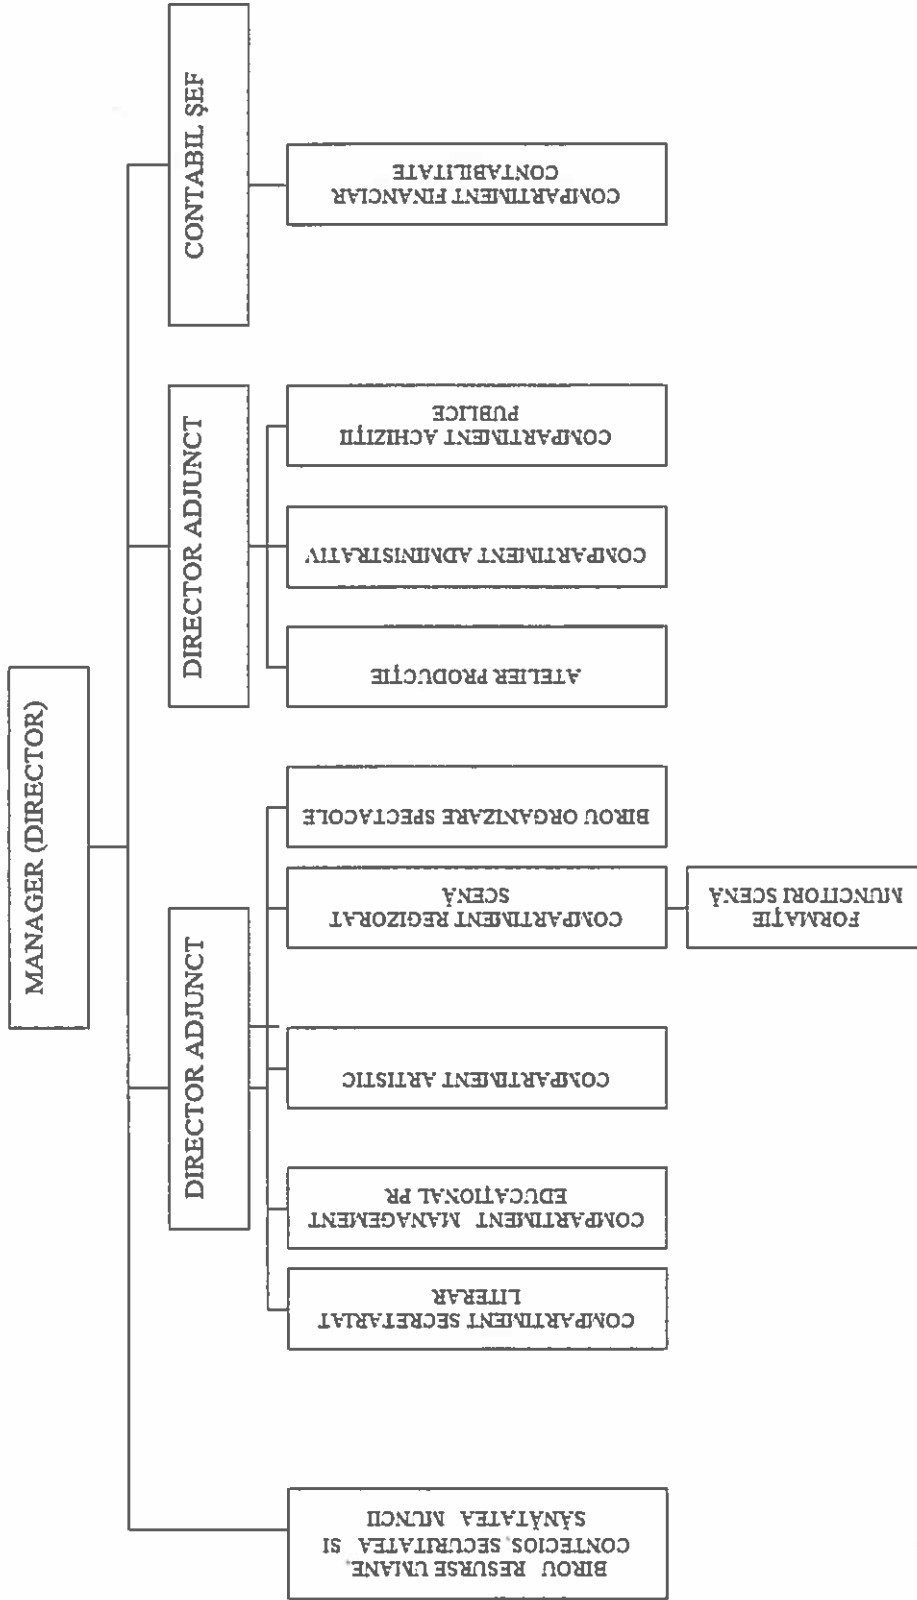 MANAGER (DIRECTOR)
DIRECTOR ADJUNCT
DIRECTOR ADJUNCT
CONTABIL ŞEF
BIROU RESURSE UMANE,
CONTECIOS, SECURITATEA SI
SĂNĂTATEA MUNCII
COMPARTIMENT SECRETARIAT
LITERAR
COMPARTIMENT MANAGEMENT
EDUCAŢIONAL PR
COMPARTIMENT ARTISTIC
COMPARTIMENT REGIZORAT
SCENĂ
BIROU ORGANIZARE SPECTACOLE
ATELIER PRODUCŢIE
COMPARTIMENT ADMINISTRATIV
COMPARTIMENT ACHIZIŢII
PUBLICE
COMPARTIMENT FINANCIAR
CONTABILITATE
FORMAŢIE
MUNCITORI SCENĂ